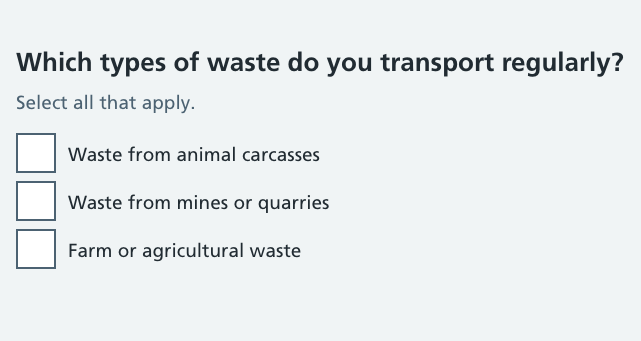 Which types of waste do you transport regularly?
Select all that apply.
Waste from animal carcasses
Waste from mines or quarries
Farm or agricultural waste